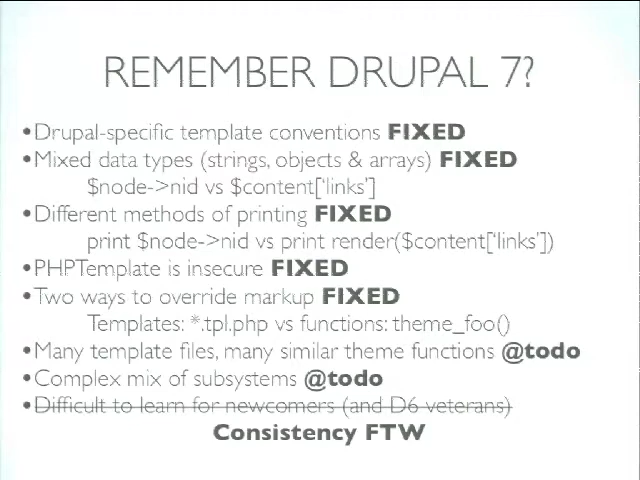 REMEMBER DRUPAL 7?
•Drupal-specific template conventions FIXED
•Mixed data types (strings, objects & arrays) FIXED
$node->nid vs $content['links']
•Different methods of printing FIXED
print $node->nid vs print render($content['links'])
•PHPTemplate is insecure FIXED
•Two ways to override markup FIXED
Templates: *.tpl.php vs functions: theme_foo()
•Many template files, many similar theme functions @todo
•Complex mix of subsystems @todo
•Difficult to learn for newcomers (and D6 veterans)
Consistency FTW